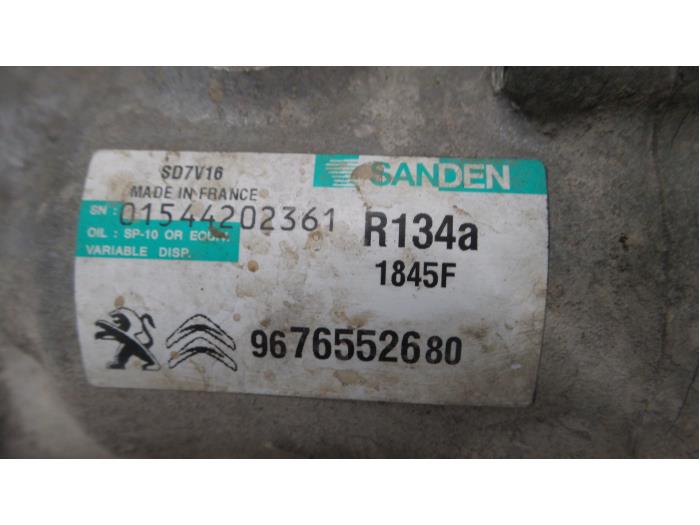 SD7V16
SANDEN
MADE IN FRANCE
SN : 01544202361
R134a
OIL : SP-10 OR EQUIV.
VARIABLE DISP.
1845F
9676552680